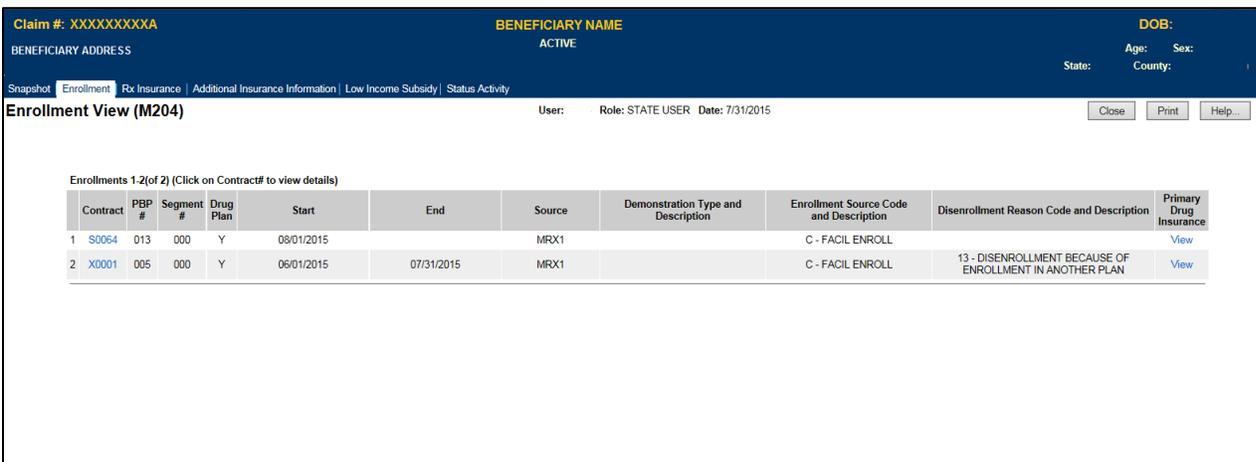 Claim #: XXXXXXXXXA BENEFICIARY NAME DOB:
BENEFICIARY ADDRESS ACTIVE Age: Sex:
State: County:
Snapshot Enrollment Rx Insurance | Additional Insurance Information | Low Income Subsidy | Status Activity
Enrollment View (M204) User: Role: STATE USER Date: 7/31/2015 Close Print Help...
Enrollments 1-2(of 2) (Click on Contract# to view details)
Contract PBP # Segment # Drug Plan Start End Source Demonstration Type and Description Enrollment Source Code and Description Disenrollment Reason Code and Description Primary Drug Insurance
1 S0064 013 000 Y 08/01/2015 MRX1 C - FACIL ENROLL View
2 X0001 005 000 Y 06/01/2015 07/31/2015 MRX1 C - FACIL ENROLL 13 - DISENROLLMENT BECAUSE OF ENROLLMENT IN ANOTHER PLAN View